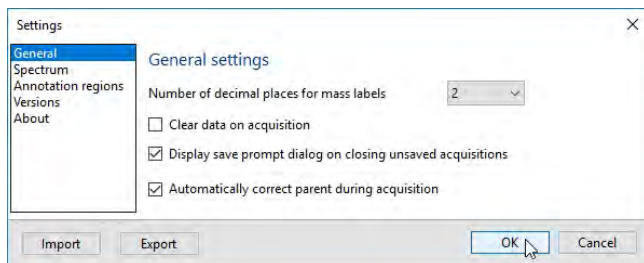 Settings
General
Spectrum
Annotation regions
Versions
About
General settings
Number of decimal places for mass labels 2
Clear data on acquisition
Display save prompt dialog on closing unsaved acquisitions
Automatically correct parent during acquisition
Import Export OK Cancel